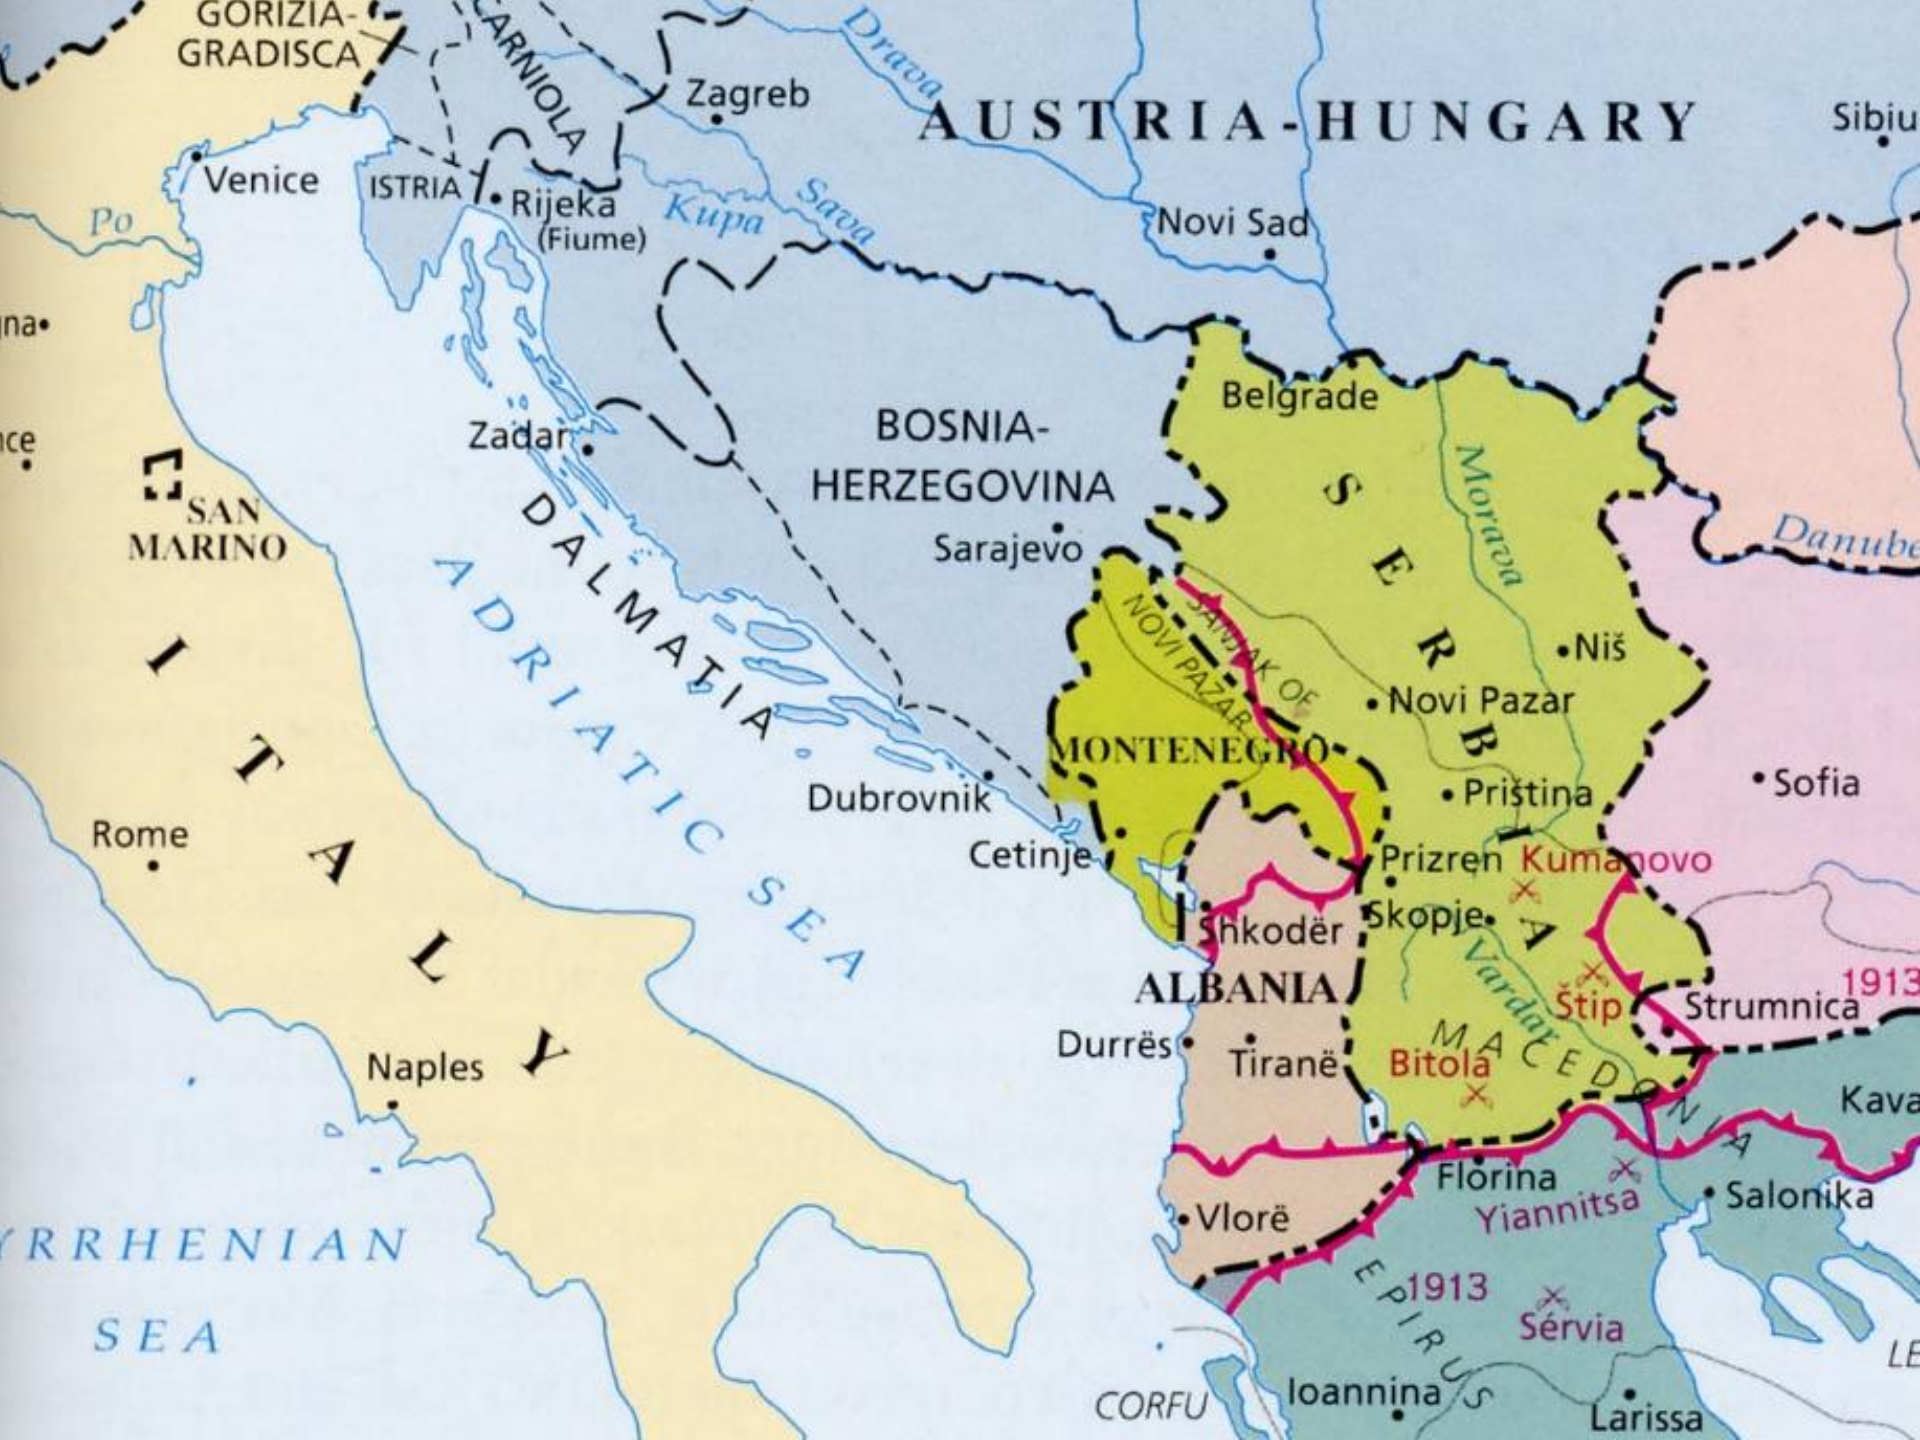 GORIZIA-
GRADISCA
CARNIOLA
Drava
Zagreb
AUSTRIA-HUNGARY
Sibiu
Venice
ISTRIA
Rijeka
(Fiume)
Kupa
Sava
Novi Sad
Po
Belgrade
BOSNIA-
HERZEGOVINA
Sarajevo
Zadar
SAN
MARINO
DALMATIA
ADRIATIC SEA
ITALY
SERBIA
Morava
Danube
SANJAK OF
NOVI PAZAR
Niš
Novi Pazar
MONTENEGRO
Priština
Sofia
Dubrovnik
Cetinje
Rome
Prizren
Kumanovo
Skopje
Shkodër
Vardar
ALBANIA
Štip
Strumnica
1913
Durrës
Tiranë
Bitola
MACEDONIA
Naples
Kava
Florina
Yiannitsa
Salonika
Vlorë
YRRHENIAN
SEA
EPIRUS
1913
Sérvia
CORFU
Ioannina
Larissa
LE